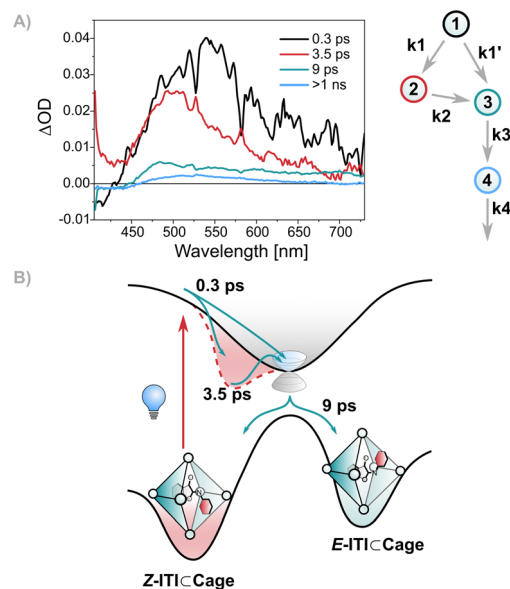 A)
0.04
0.03
0.02
0.01
0.00
-0.01
ΔOD
0.3 ps
3.5 ps
9 ps
>1 ns
450 500 550 600 650 700
Wavelength [nm]
1
k1 k1'
2
3
k2
k3
4
k4
B)
0.3 ps
3.5 ps
9 ps
Z-ITI⊂Cage
E-ITI⊂Cage